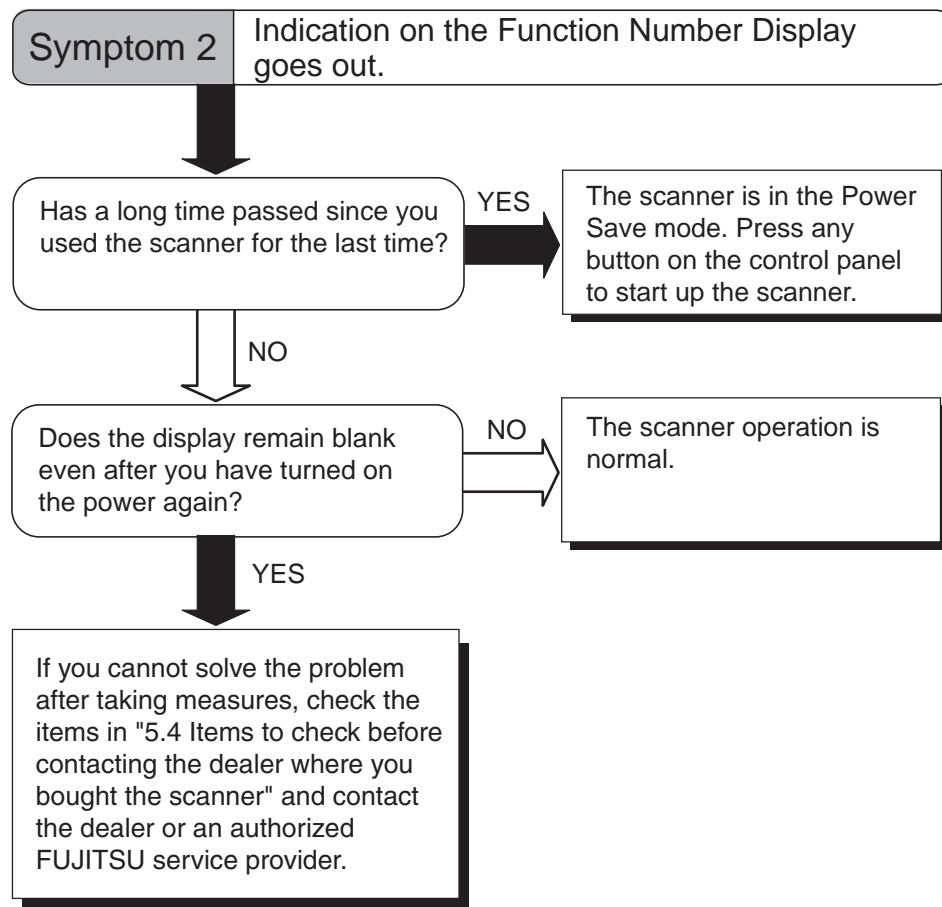 Symptom 2
Indication on the Function Number Display
goes out.
Has a long time passed since you
used the scanner for the last time?
YES
The scanner is in the Power
Save mode. Press any
button on the control panel
to start up the scanner.
NO
Does the display remain blank
even after you have turned on
the power again?
NO
The scanner operation is
normal.
YES
If you cannot solve the problem
after taking measures, check the
items in "5.4 Items to check before
contacting the dealer where you
bought the scanner" and contact
the dealer or an authorized
FUJITSU service provider.